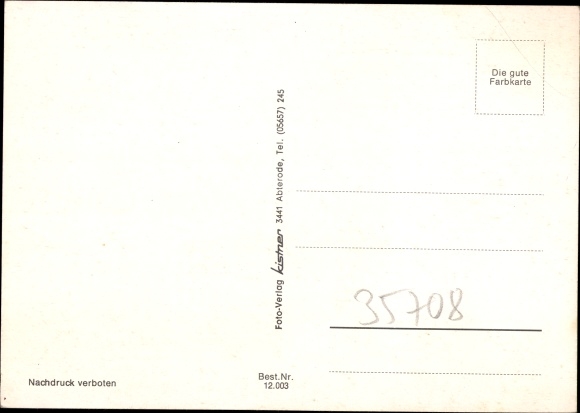 Die gute
Farbkarte
Foto-Verlag kistner 3441 Abterode, Tel. (05657) 245
35708
Nachdruck verboten
Best.Nr.
12.003